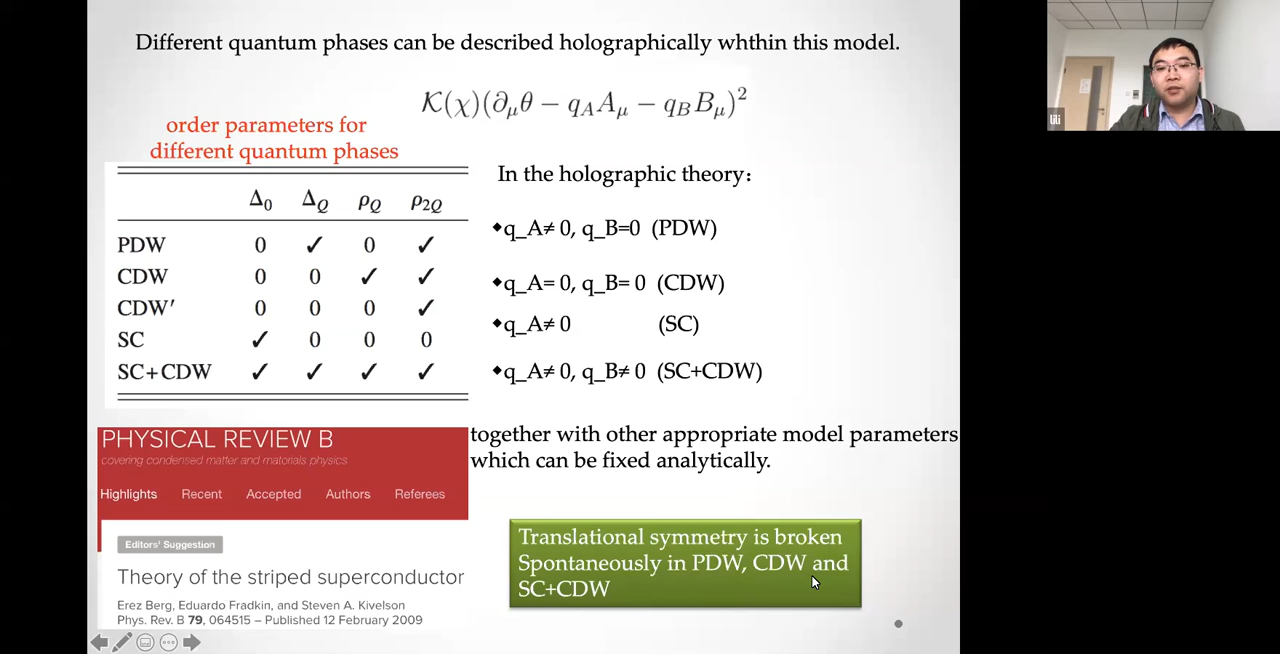 Different quantum phases can be described holographically whthin this model.
𝒦(χ)(∂_μθ − q_A A_μ − q_B B_μ)²
order parameters for
different quantum phases
Δ₀ Δ_Q ρ_Q ρ_2Q
PDW 0 ✓ 0 ✓
CDW 0 0 ✓ ✓
CDW′ 0 0 0 ✓
SC ✓ 0 0 0
SC+CDW ✓ ✓ ✓ ✓
In the holographic theory：
◆q_A≠ 0, q_B=0 (PDW)
◆q_A= 0, q_B= 0 (CDW)
◆q_A≠ 0 (SC)
◆q_A≠ 0, q_B≠ 0 (SC+CDW)
together with other appropriate model parameters
which can be fixed analytically.
PHYSICAL REVIEW B
covering condensed matter and materials physics
Highlights Recent Accepted Authors Referees
Editors' Suggestion
Theory of the striped superconductor
Erez Berg, Eduardo Fradkin, and Steven A. Kivelson
Phys. Rev. B 79, 064515 – Published 12 February 2009
Translational symmetry is broken
Spontaneously in PDW, CDW and
SC+CDW